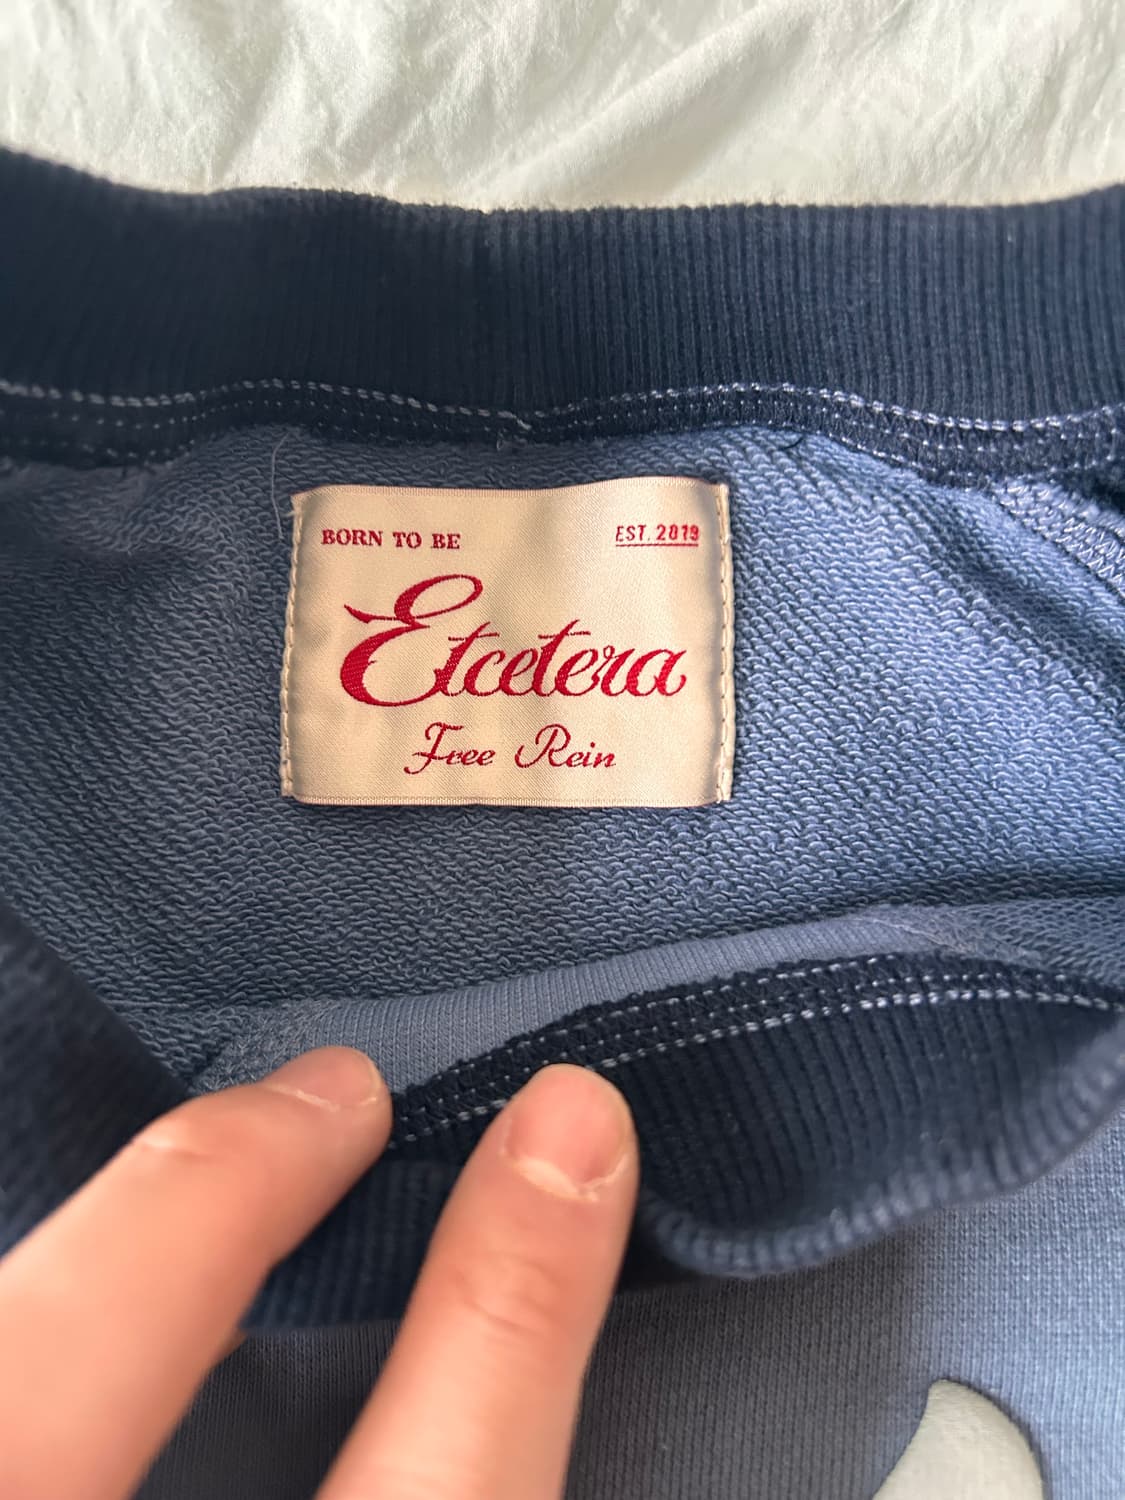 BORN TO BE
EST. 2019
Etcetera
Free Rein